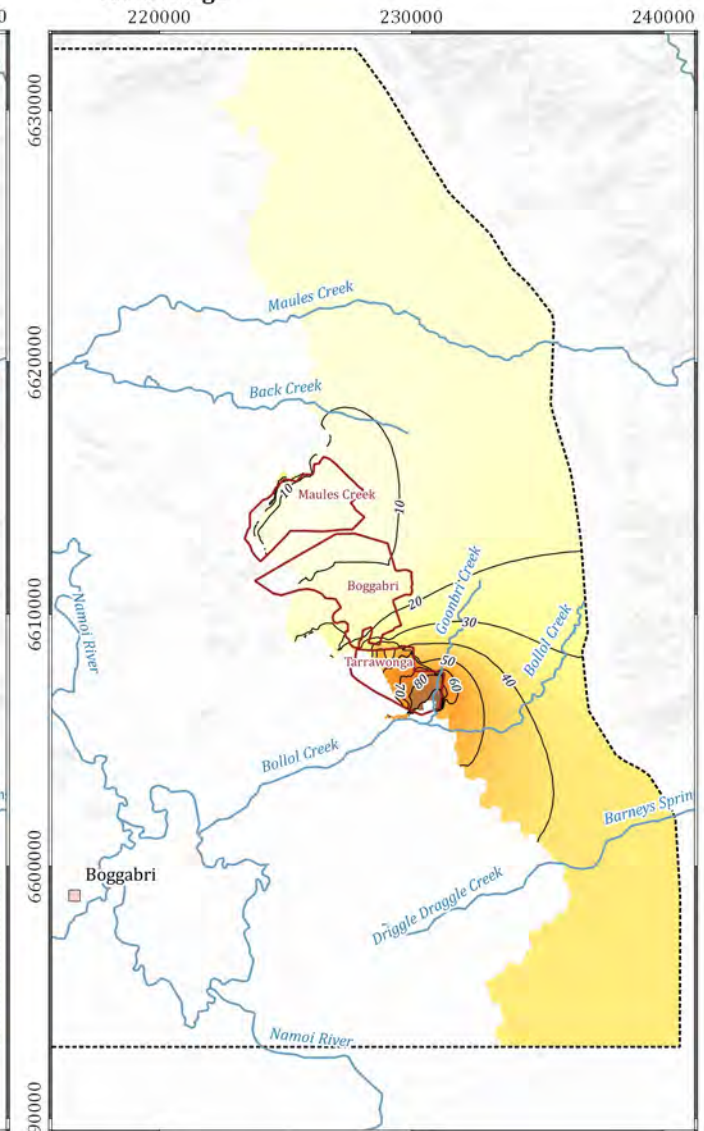 220000
230000
240000
6630000
Maules Creek
6620000
Back Creek
10
Maules Creek
10
6610000
Boggabri
20
Goonbri Creek
30
Bollol Creek
Namoi River
Tarrawonga
50
40
80
60
70
Bollol Creek
Barneys Sprin
6600000
Boggabri
Driggle Draggle Creek
Namoi River
90000